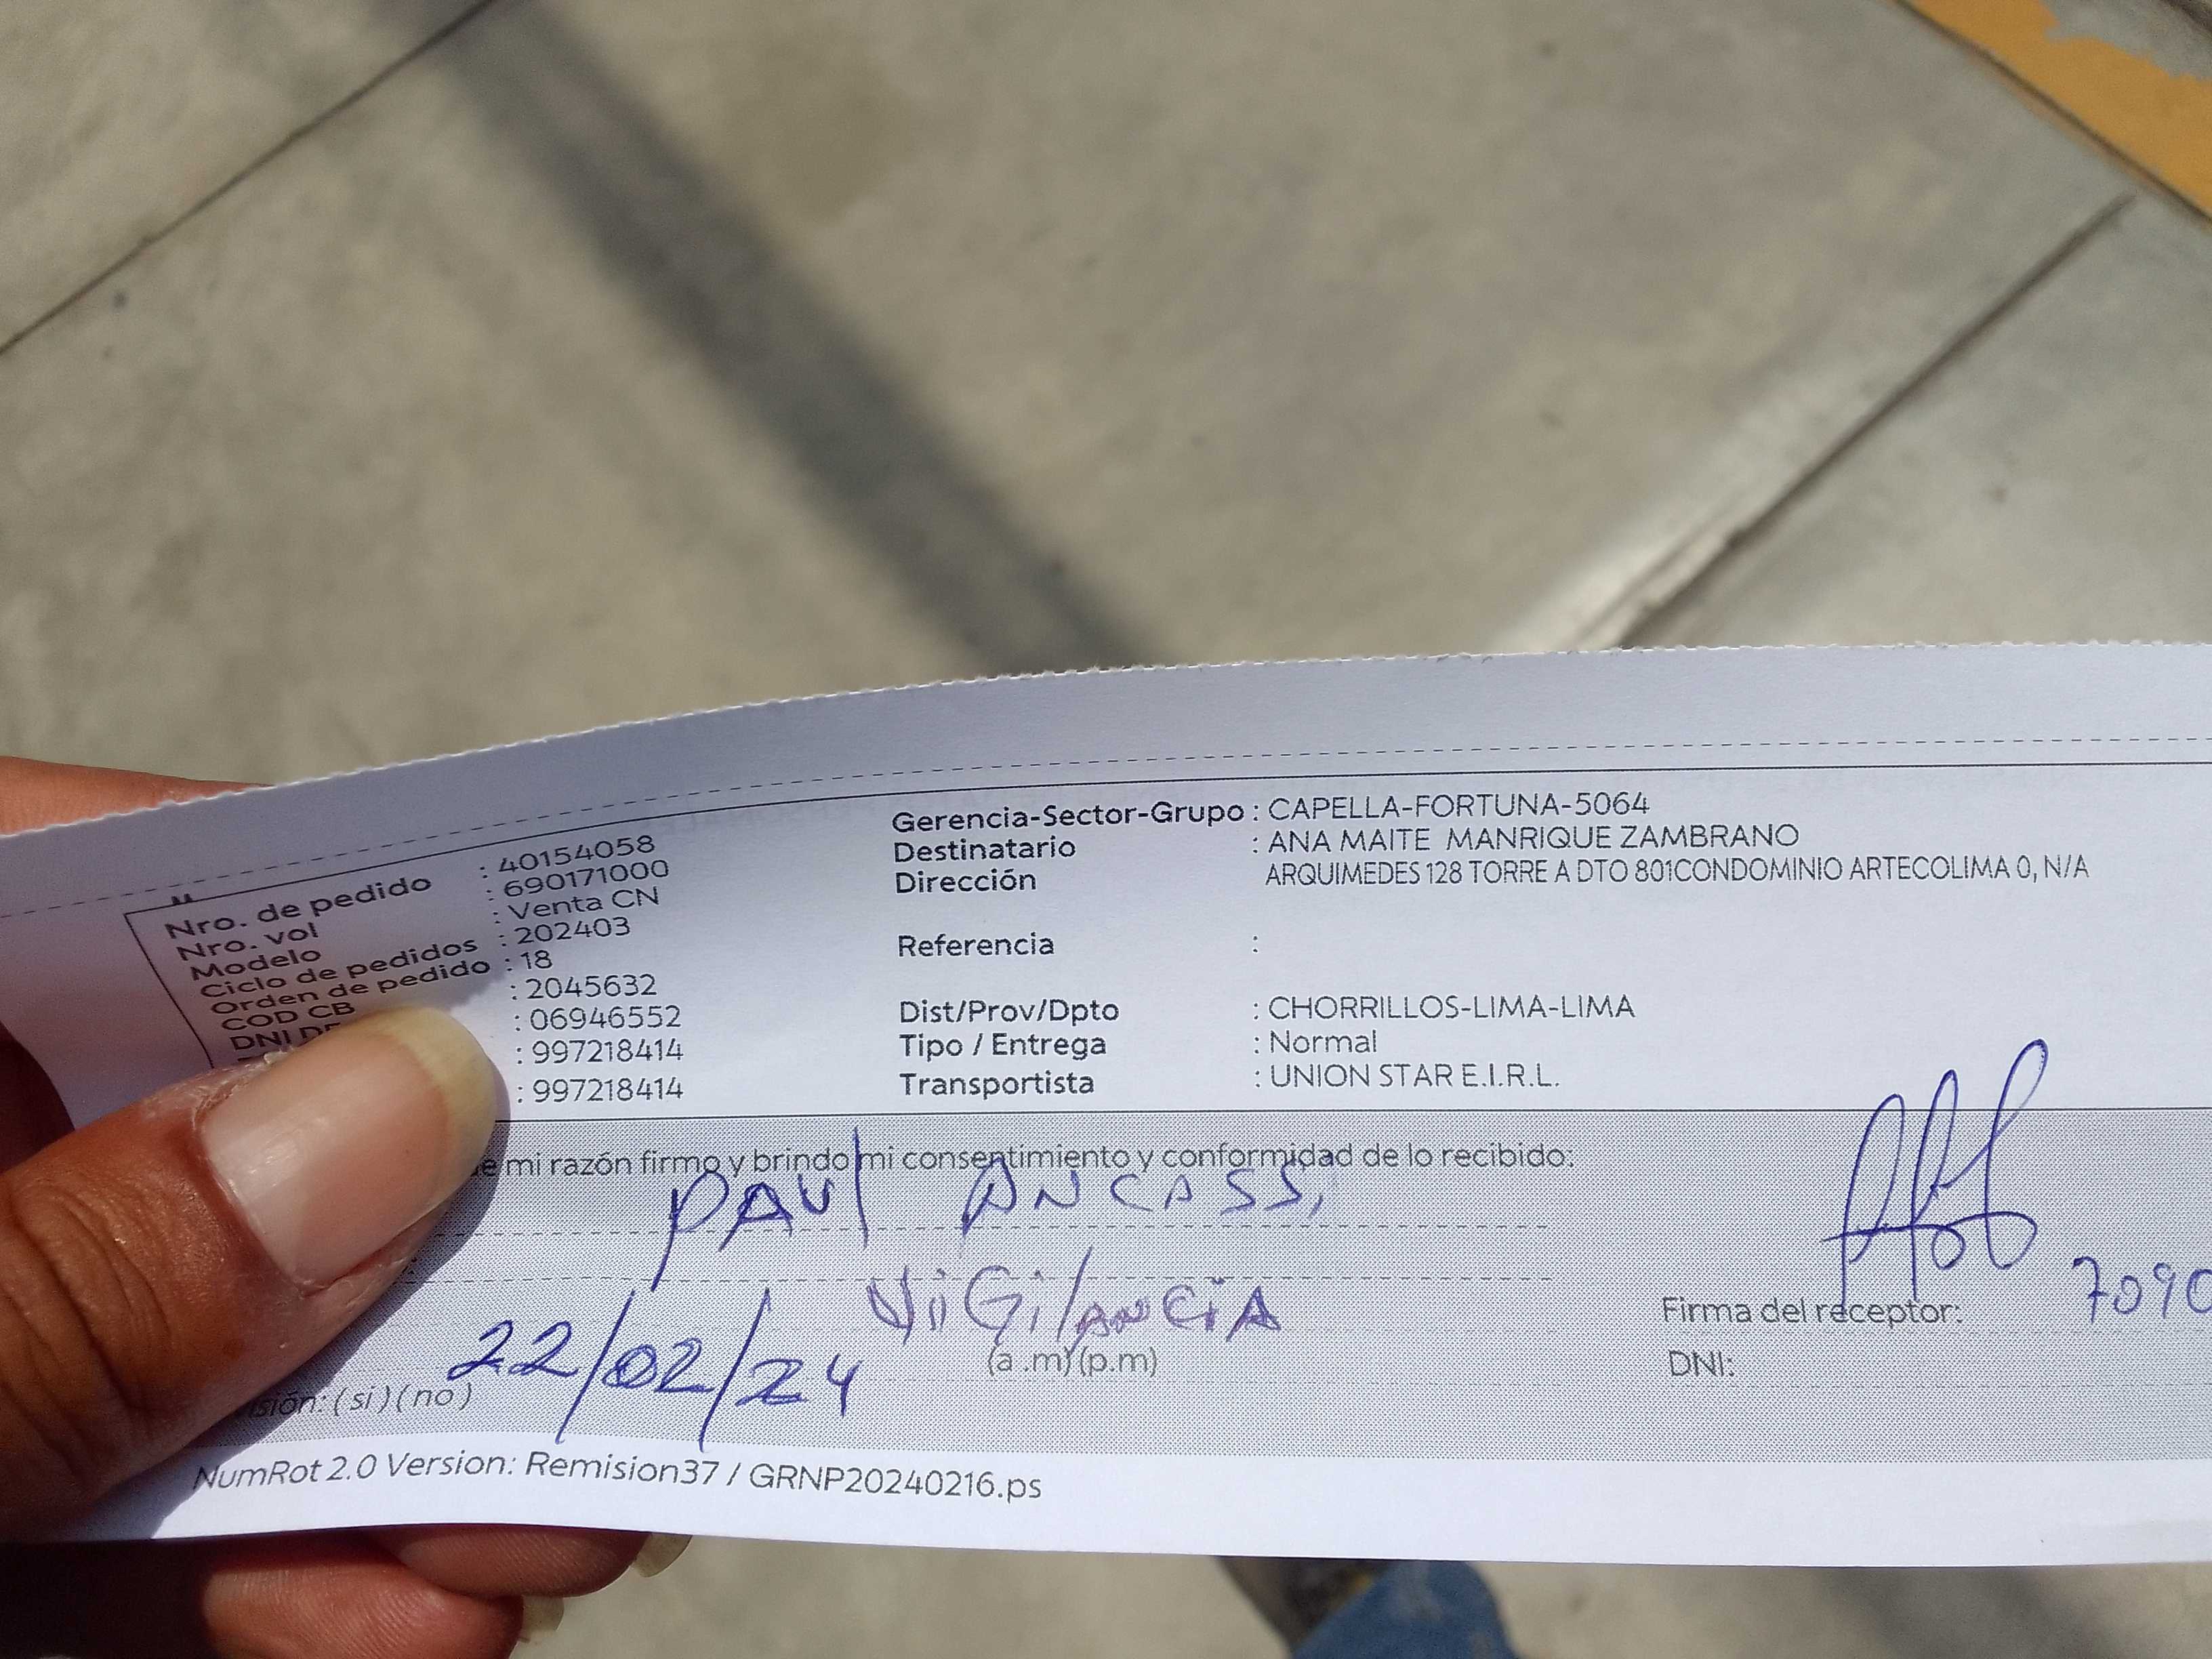 Nro. de pedido : 40154058
Nro. vol : 690171000
Modelo : Venta CN
Ciclo de pedidos : 202403
Orden de pedido : 18
COD CB : 2045632
DNI DE : 06946552
: 997218414
: 997218414
Gerencia-Sector-Grupo : CAPELLA-FORTUNA-5064
Destinatario : ANA MAITE MANRIQUE ZAMBRANO
Dirección ARQUIMEDES 128 TORRE A DTO 801CONDOMINIO ARTECOLIMA 0, N/A
Referencia :
Dist/Prov/Dpto : CHORRILLOS-LIMA-LIMA
Tipo / Entrega : Normal
Transportista : UNION STAR E.I.R.L.
mi razón firmo y brindo mi consentimiento y conformidad de lo recibido:
PAUl ANCASSi
ViGilANCiA
22/02/24
(a .m) (p.m)
Firma del receptor: 7090
DNI:
(si) (no)
NumRot 2.0 Version: Remision37 / GRNP20240216.ps